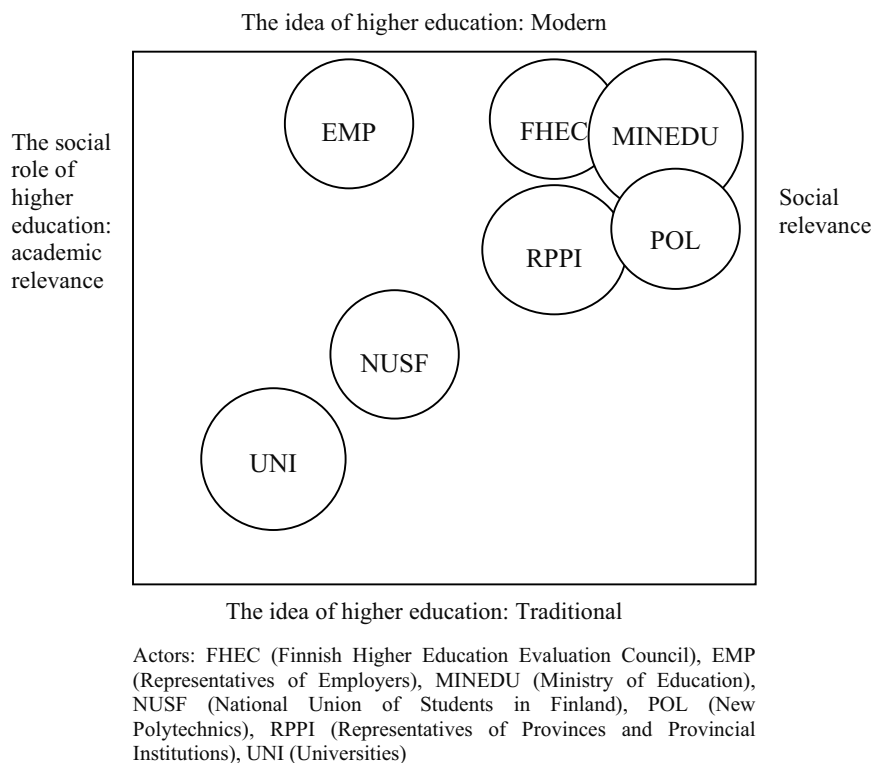 The idea of higher education: Modern
The social
role of
higher
education:
academic
relevance
EMP
FHEC
MINEDU
Social
relevance
RPPI
POL
NUSF
UNI
The idea of higher education: Traditional
Actors: FHEC (Finnish Higher Education Evaluation Council), EMP
(Representatives of Employers), MINEDU (Ministry of Education),
NUSF (National Union of Students in Finland), POL (New
Polytechnics), RPPI (Representatives of Provinces and Provincial
Institutions), UNI (Universities)